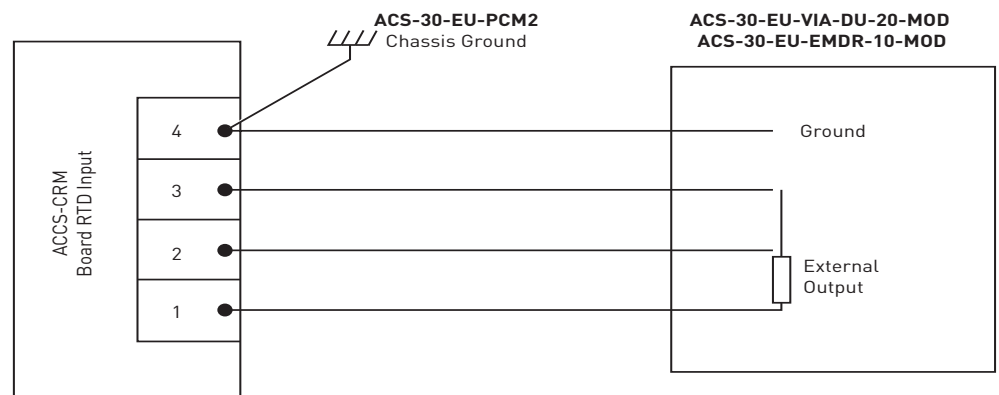 ACS-30-EU-PCM2
Chassis Ground
ACS-30-EU-VIA-DU-20-MOD
ACS-30-EU-EMDR-10-MOD
ACCS-CRM
Board RTD Input
4
3
2
1
Ground
External
Output